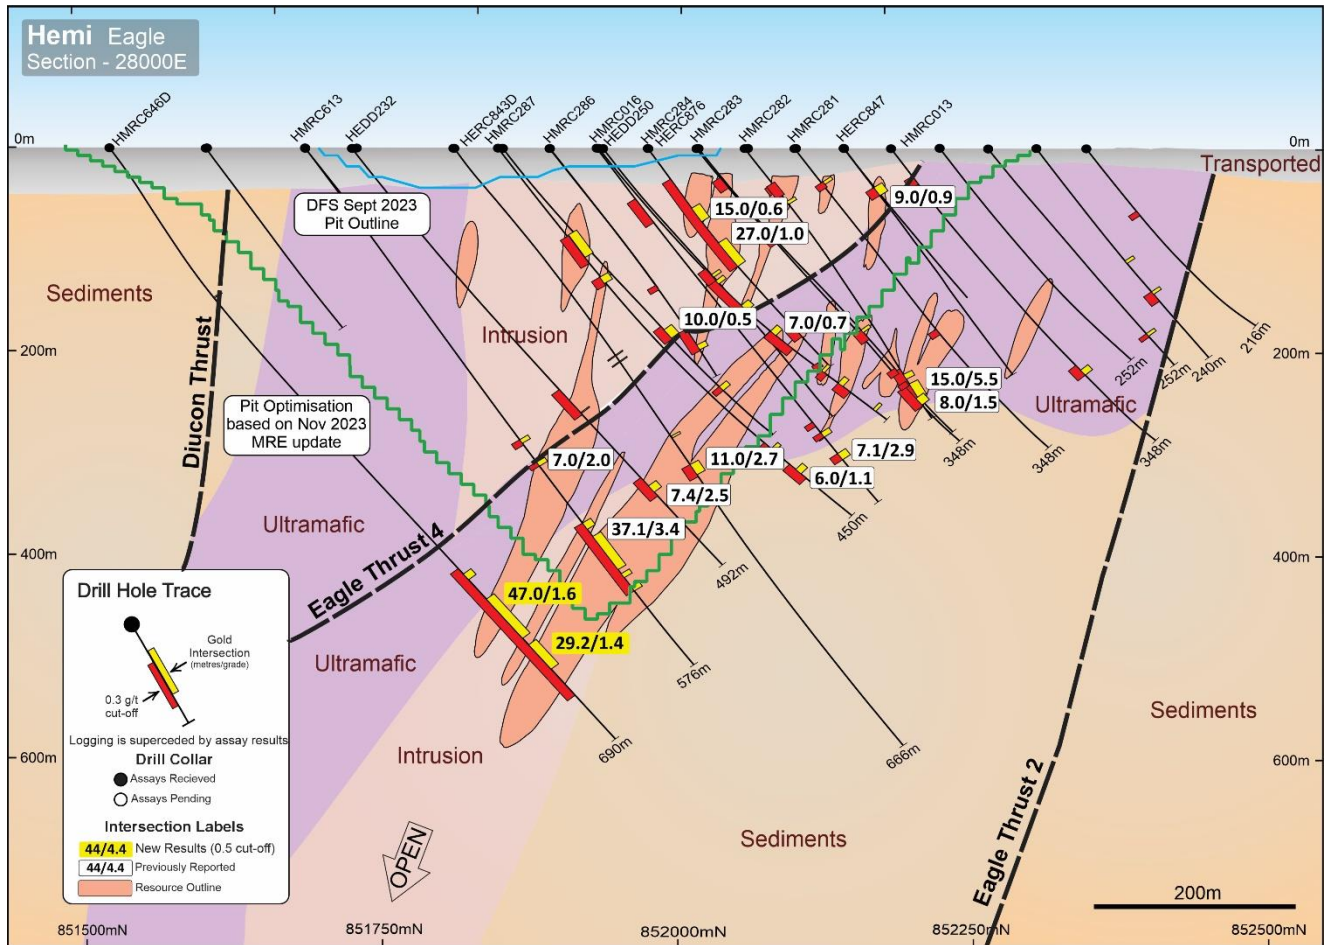 Hemi Eagle
Section - 28000E
HMRC646D
HMRC613
HEDD232
HERC843D
HMRC287
HMRC286
HMRC016
HEDD250
HMRC284
HERC876
HMRC283
HMRC282
HMRC281
HERC847
HMRC013
0m
0m
Transported
DFS Sept 2023
Pit Outline
15.0/0.6
9.0/0.9
27.0/1.0
Sediments
Diucon Thrust
Intrusion
10.0/0.5
7.0/0.7
216m
240m
252m
252m
200m
200m
Pit Optimisation
based on Nov 2023
MRE update
15.0/5.5
8.0/1.5
Ultramafic
348m
348m
348m
7.0/2.0
11.0/2.7
7.1/2.9
6.0/1.1
7.4/2.5
450m
450m
Ultramafic
37.1/3.4
492m
Eagle Thrust 4
400m
400m
47.0/1.6
29.2/1.4
Ultramafic
576m
690m
666m
Intrusion
Sediments
600m
600m
Sediments
Eagle Thrust 2
OPEN
Drill Hole Trace
Gold
Intersection
(metres/grade)
0.3 g/t
cut-off
Logging is superceded by assay results
Drill Collar
Assays Recieved
Assays Pending
Intersection Labels
44/4.4 New Results (0.5 cut-off)
44/4.4 Previously Reported
Resource Outline
200m
851500mN
851750mN
852000mN
852250mN
852500mN